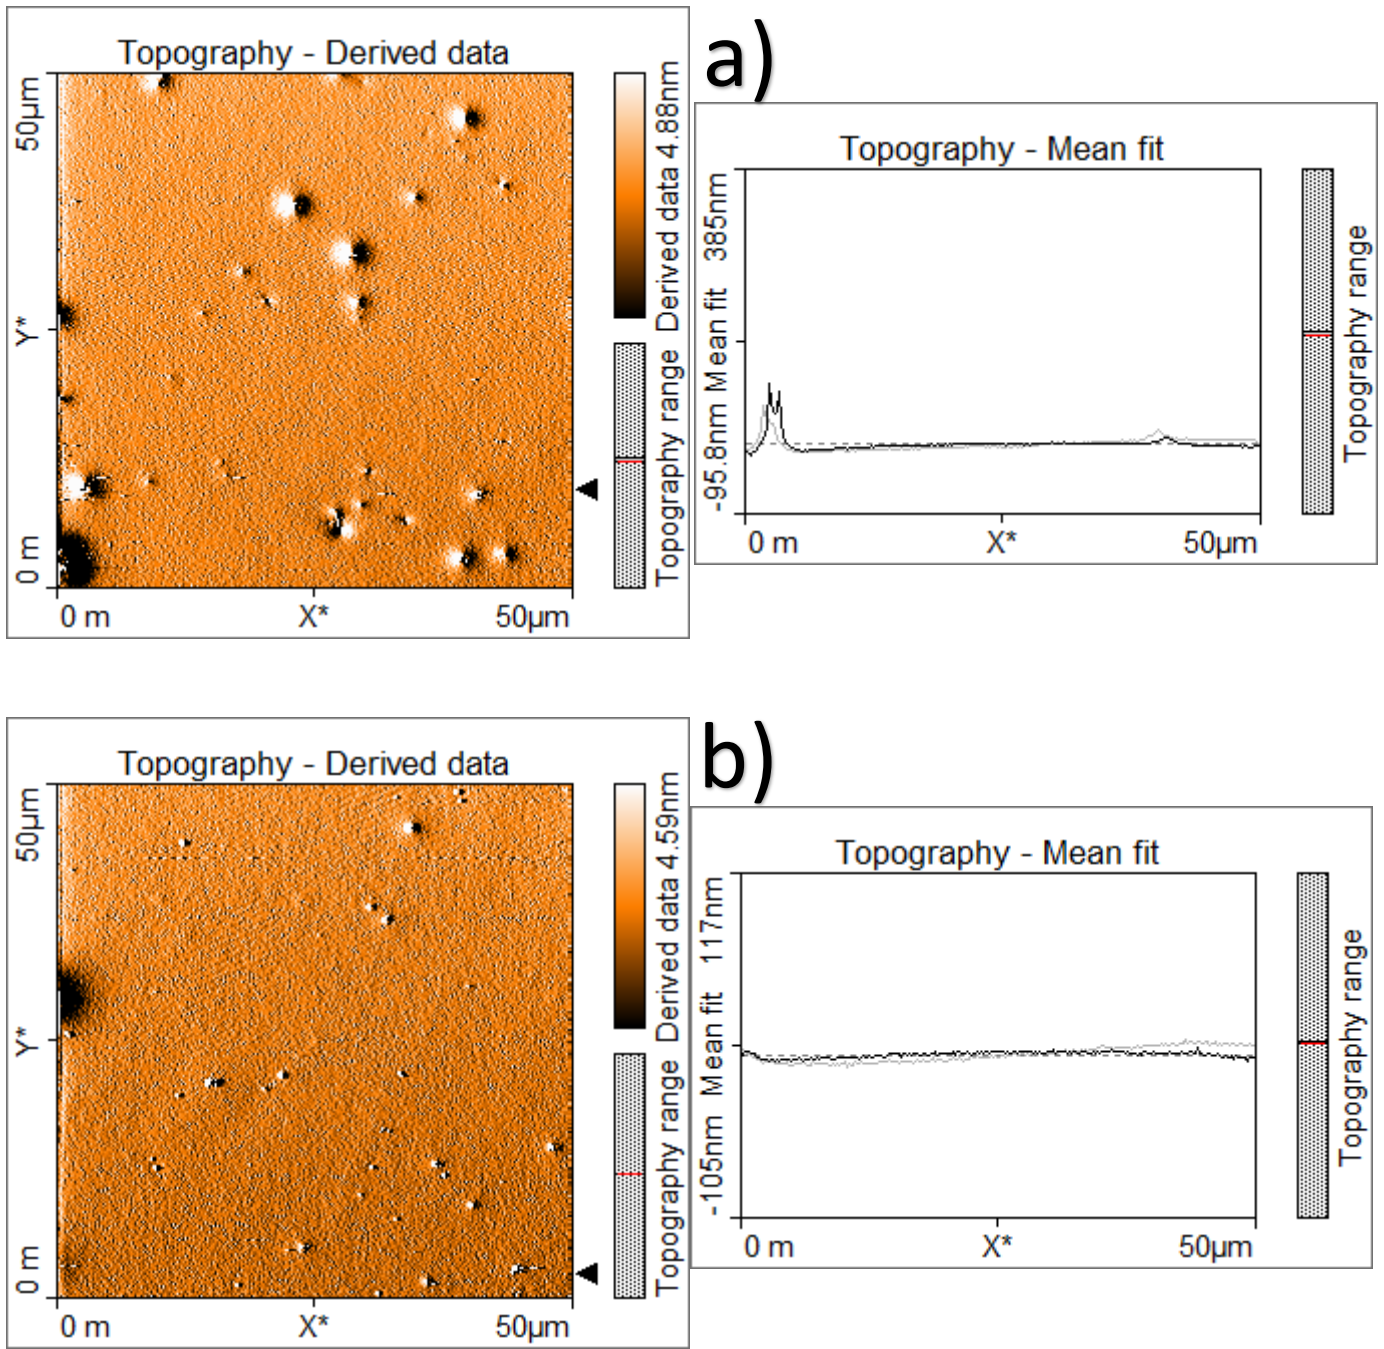 a)
Topography - Derived data
50µm
Y*
0 m
0 m
X*
50µm
Derived data 4.88nm
Topography range
Topography - Mean fit
-95.8nm Mean fit 385nm
0 m
X*
50µm
Topography range
b)
Topography - Derived data
50µm
Y*
0 m
0 m
X*
50µm
Derived data 4.59nm
Topography range
Topography - Mean fit
-105nm Mean fit 117nm
0 m
X*
50µm
Topography range